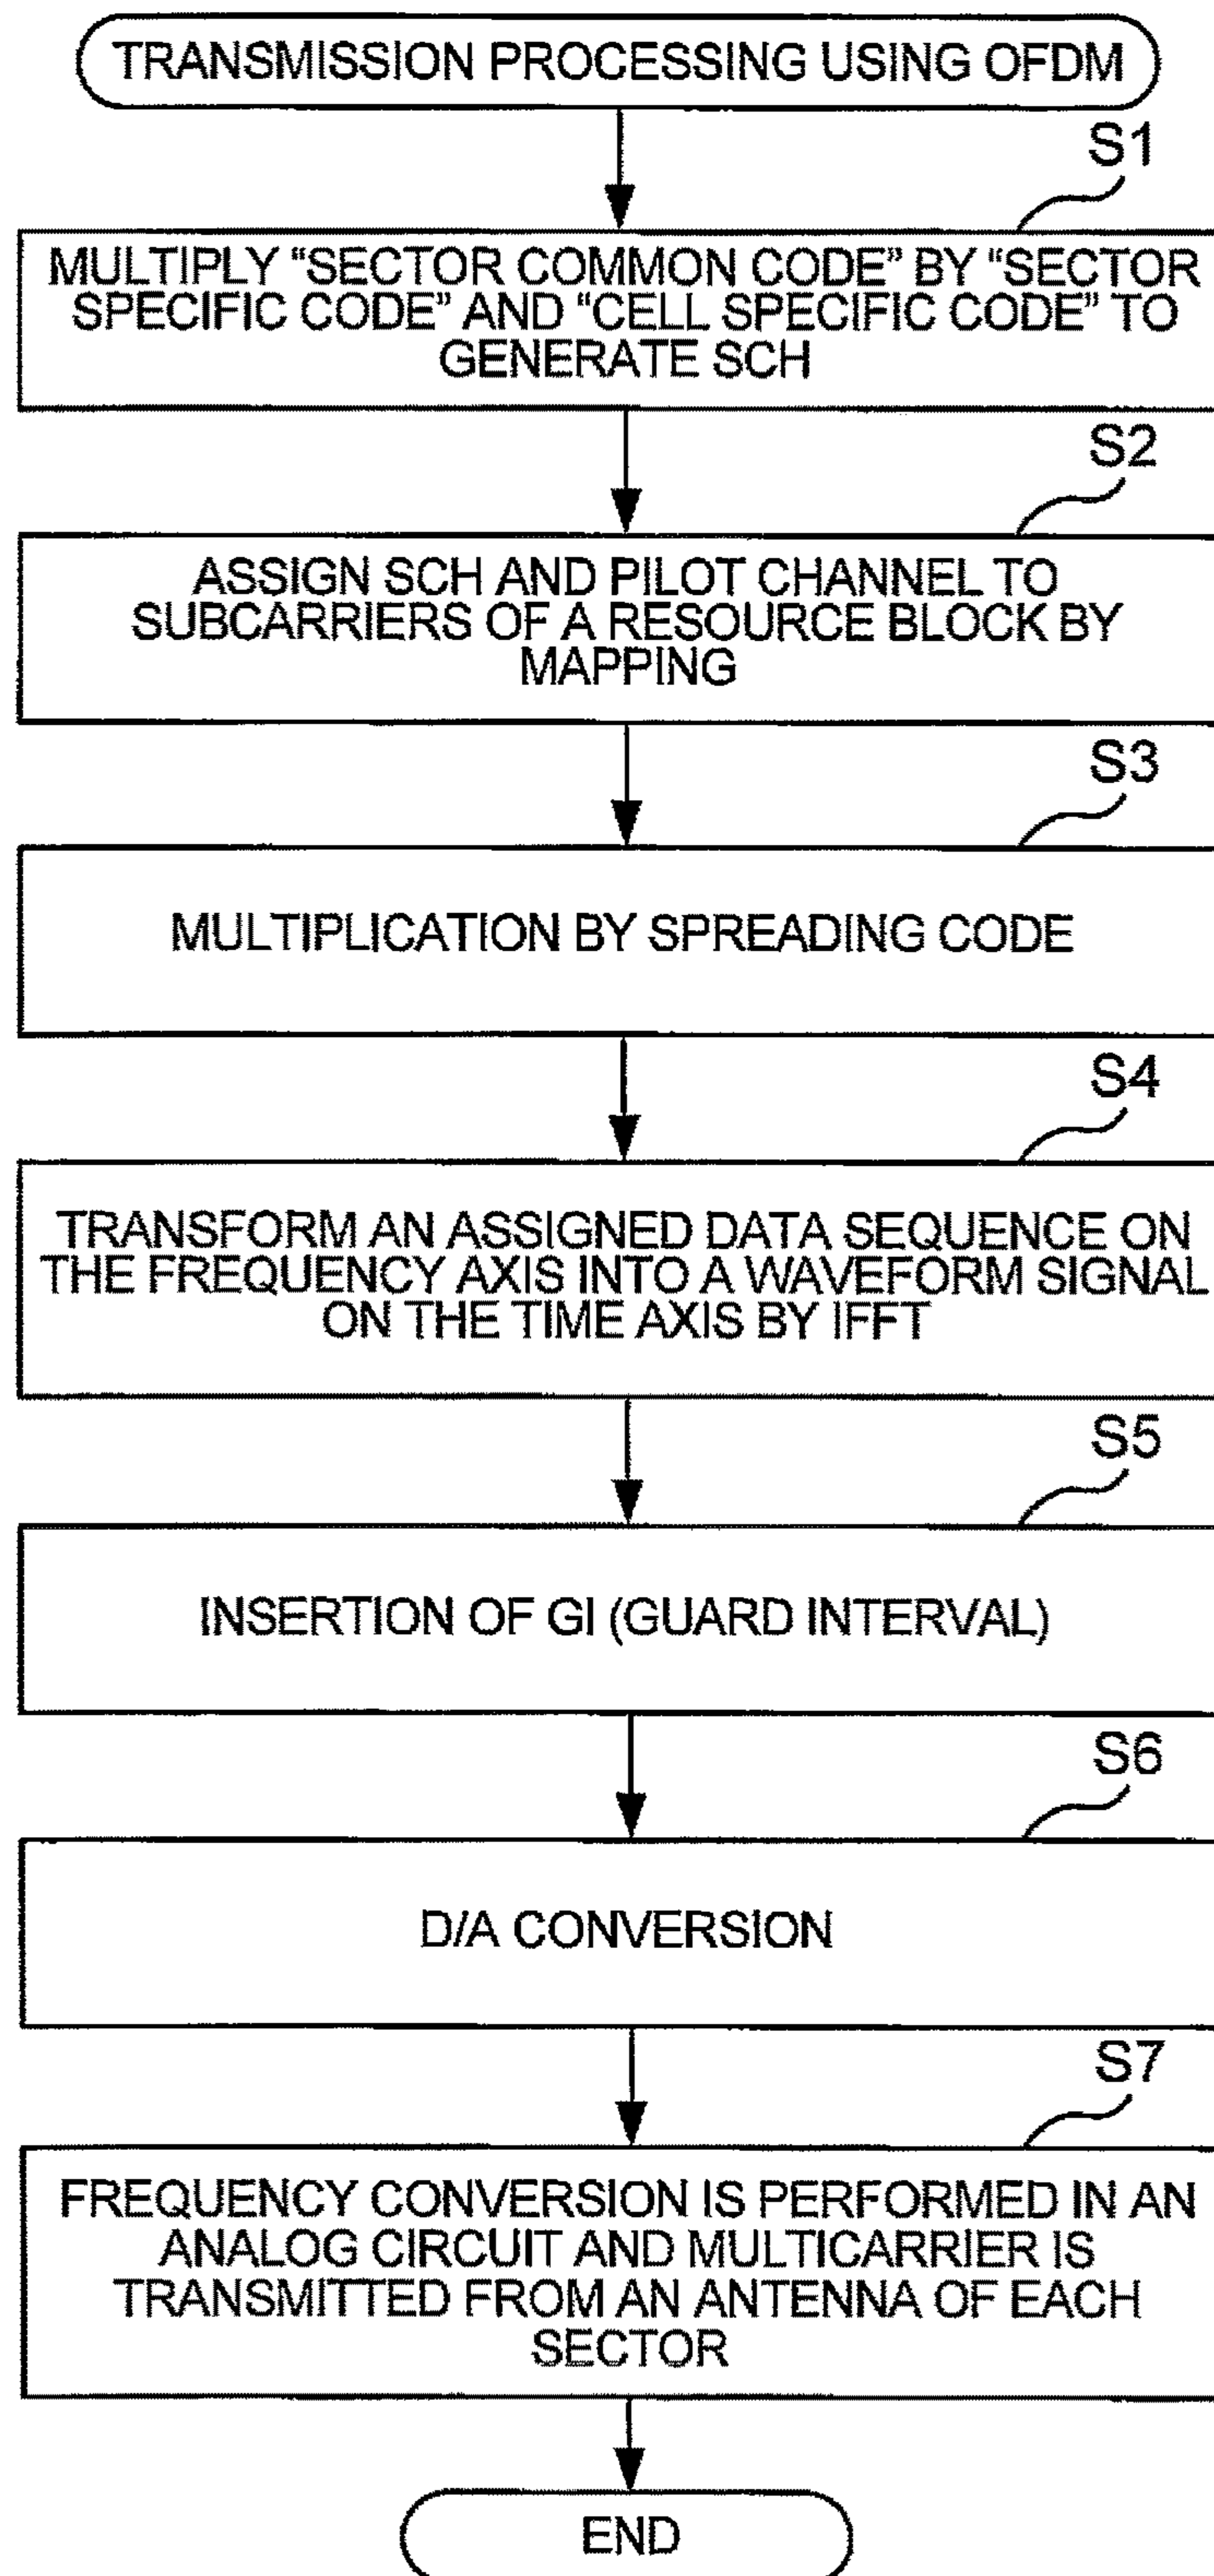 TRANSMISSION PROCESSING USING OFDM
S1
MULTIPLY “SECTOR COMMON CODE” BY “SECTOR
SPECIFIC CODE” AND “CELL SPECIFIC CODE” TO
GENERATE SCH
S2
ASSIGN SCH AND PILOT CHANNEL TO
SUBCARRIERS OF A RESOURCE BLOCK BY
MAPPING
S3
MULTIPLICATION BY SPREADING CODE
S4
TRANSFORM AN ASSIGNED DATA SEQUENCE ON
THE FREQUENCY AXIS INTO A WAVEFORM SIGNAL
ON THE TIME AXIS BY IFFT
S5
INSERTION OF GI (GUARD INTERVAL)
S6
D/A CONVERSION
S7
FREQUENCY CONVERSION IS PERFORMED IN AN
ANALOG CIRCUIT AND MULTICARRIER IS
TRANSMITTED FROM AN ANTENNA OF EACH
SECTOR
END